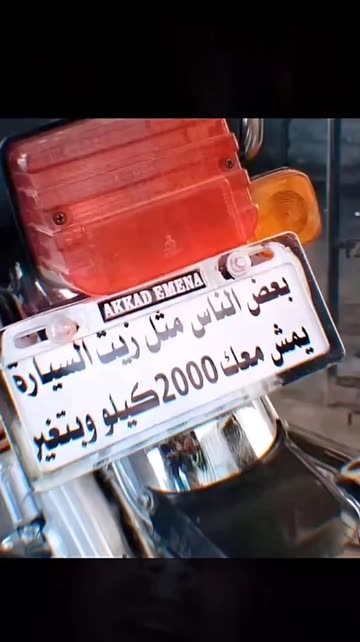 AKKAD EMENA
بعض الناس مثل زيت السيارة
يمش معك 2000كيلو وبتغير